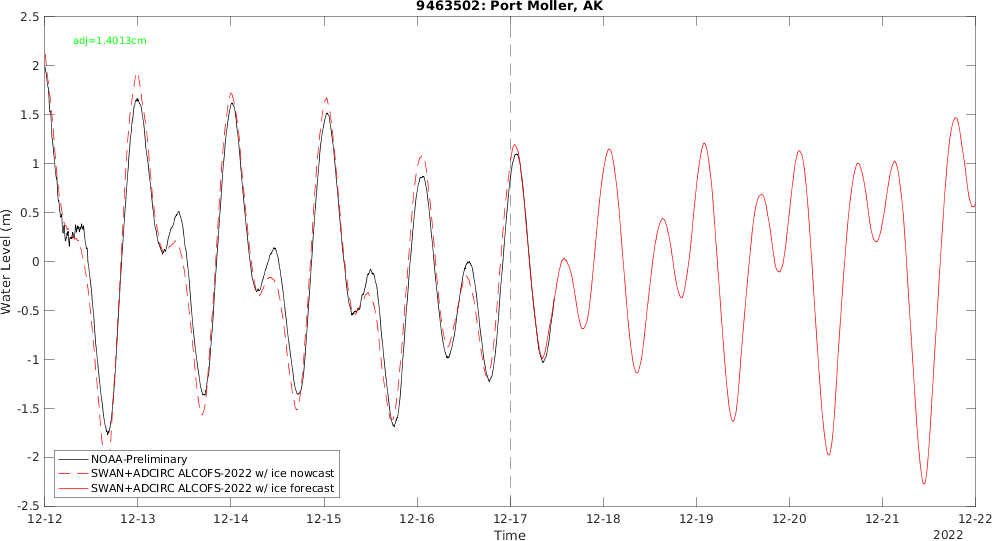 9463502: Port Moller, AK
adj=1.4013cm
2.5
2
1.5
1
0.5
0
-0.5
-1
-1.5
-2
-2.5
Water Level (m)
NOAA-Preliminary
SWAN+ADCIRC ALCOFS-2022 w/ ice nowcast
SWAN+ADCIRC ALCOFS-2022 w/ ice forecast
12-12 12-13 12-14 12-15 12-16 12-17 12-18 12-19 12-20 12-21 12-22
Time
2022